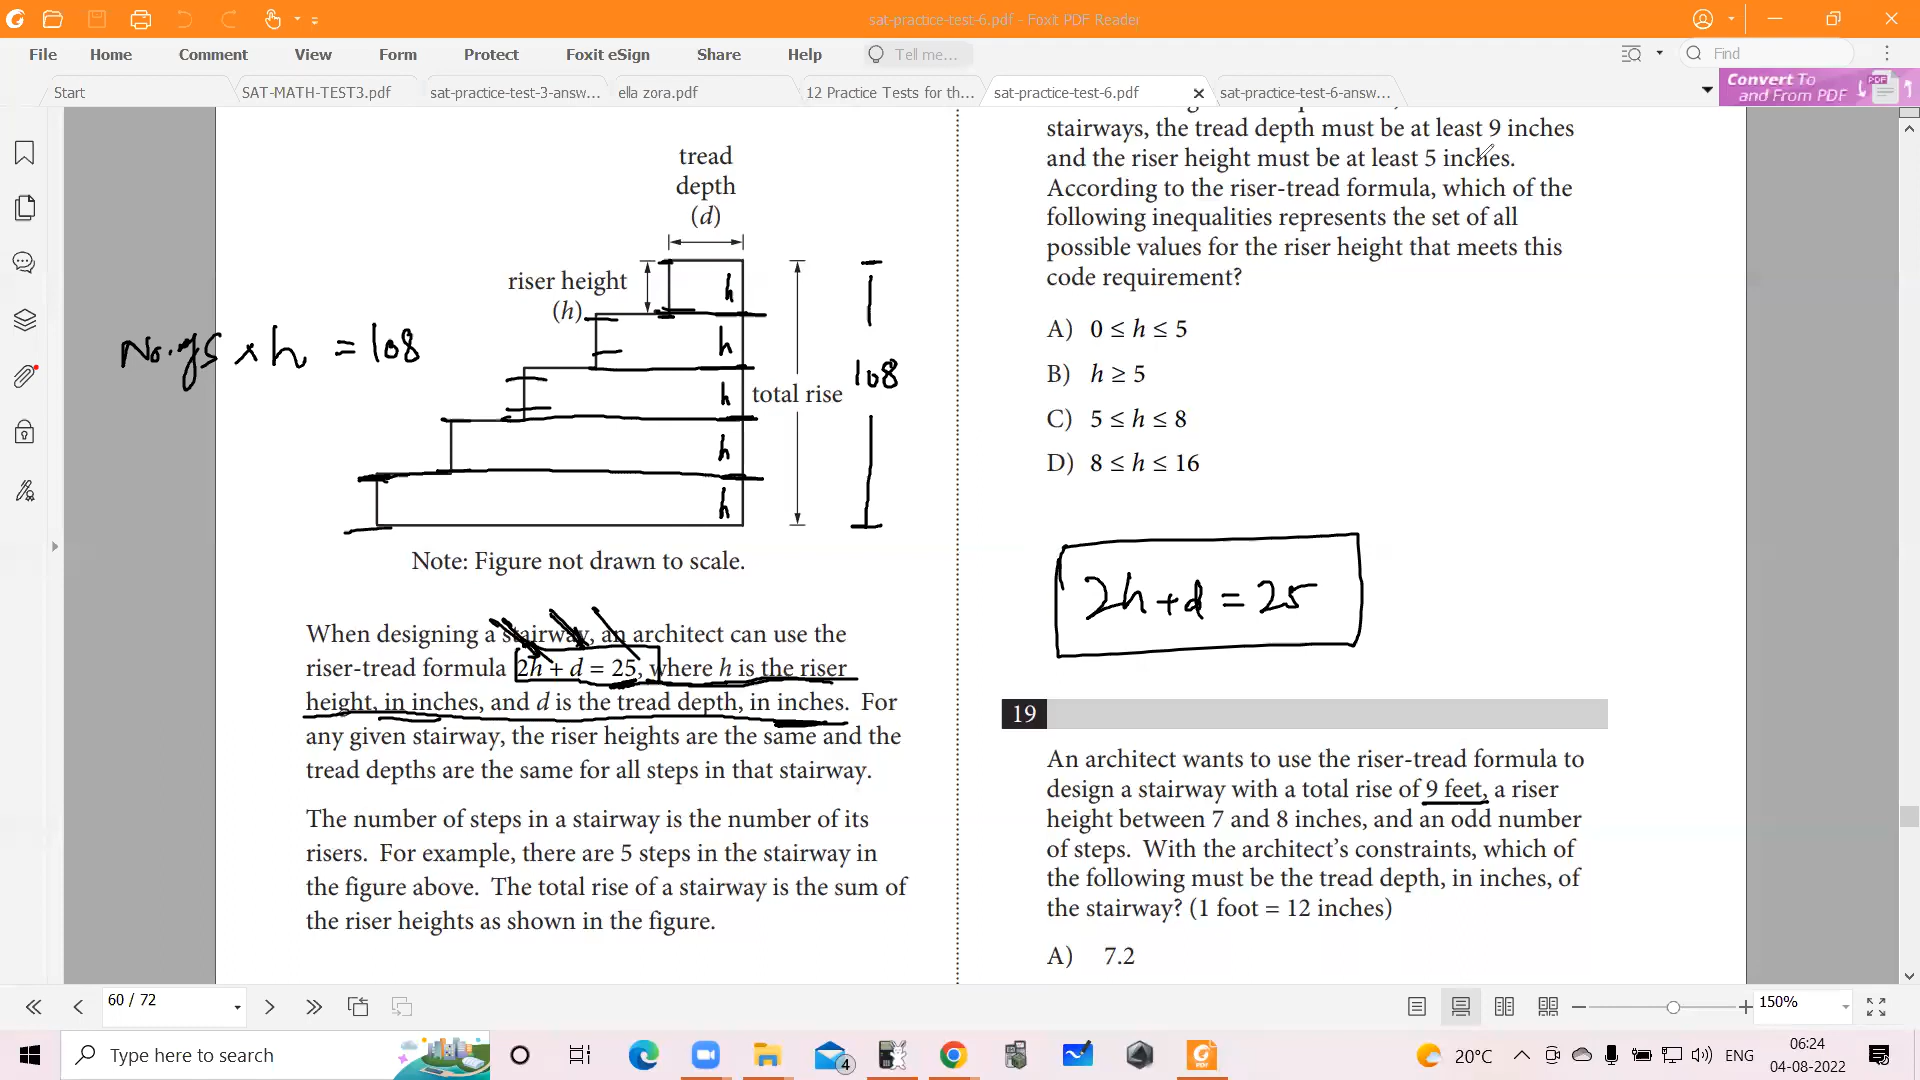 sat-practice-test-6.pdf - Foxit PDF Reader
File Home Comment View Form Protect Foxit eSign Share Help Tell me... Find
Start SAT-MATH-TEST3.pdf sat-practice-test-3-answ... ella zora.pdf 12 Practice Tests for th... sat-practice-test-6.pdf sat-practice-test-6-answ...
Convert To
and From PDF
PDF
tread
depth
(d)
riser height
(h)
h
h
h
h
h
total rise
108
× h = 108
Note: Figure not drawn to scale.
When designing a stairway, an architect can use the
riser-tread formula 2h + d = 25, where h is the riser
height, in inches, and d is the tread depth, in inches. For
any given stairway, the riser heights are the same and the
tread depths are the same for all steps in that stairway.
The number of steps in a stairway is the number of its
risers. For example, there are 5 steps in the stairway in
the figure above. The total rise of a stairway is the sum of
the riser heights as shown in the figure.
stairways, the tread depth must be at least 9 inches
and the riser height must be at least 5 inches.
According to the riser-tread formula, which of the
following inequalities represents the set of all
possible values for the riser height that meets this
code requirement?
A) 0 ≤ h ≤ 5
B) h ≥ 5
C) 5 ≤ h ≤ 8
D) 8 ≤ h ≤ 16
2h+d = 25
19
An architect wants to use the riser-tread formula to
design a stairway with a total rise of 9 feet, a riser
height between 7 and 8 inches, and an odd number
of steps. With the architect's constraints, which of
the following must be the tread depth, in inches, of
the stairway? (1 foot = 12 inches)
A) 7.2
60 / 72
150%
Type here to search
4
20°C
ENG
06:24
04-08-2022